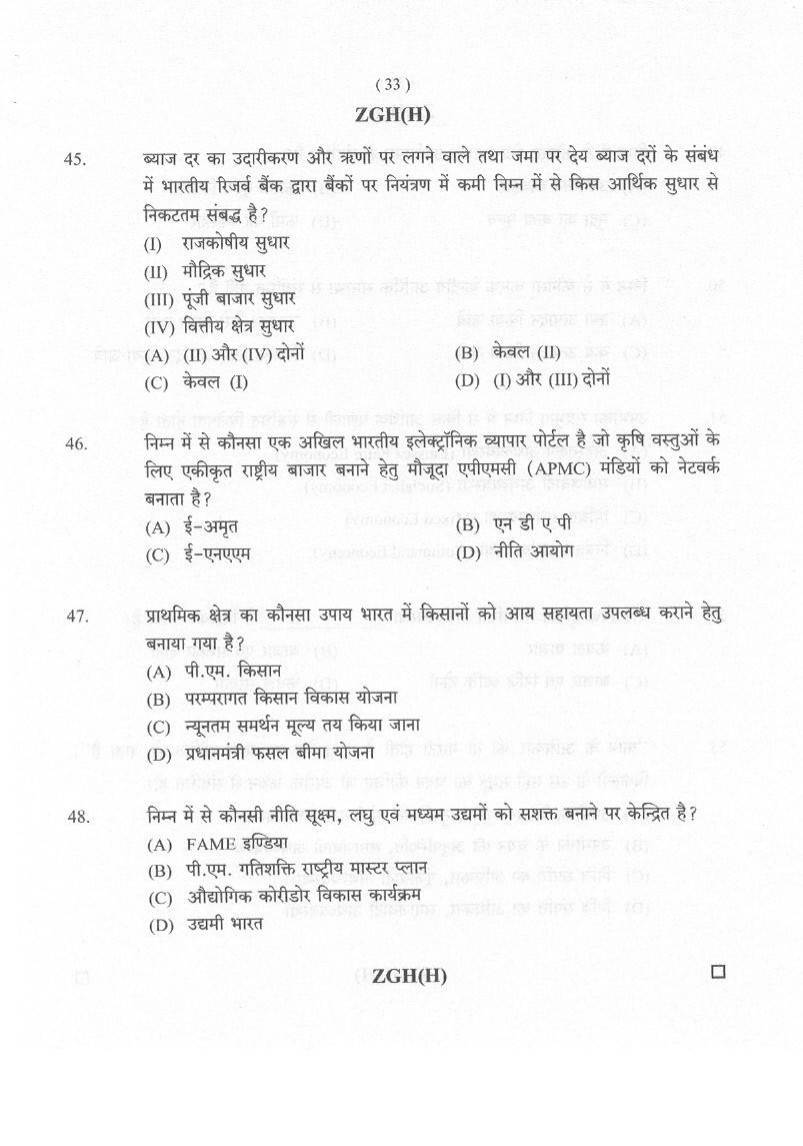 ( 33 )
ZGH(H)
45. ब्याज दर का उदारीकरण और ऋणों पर लगने वाले तथा जमा पर देय ब्याज दरों के संबंध
में भारतीय रिजर्व बैंक द्वारा बैंकों पर नियंत्रण में कमी निम्न में से किस आर्थिक सुधार से
निकटतम संबद्ध है?
(I) राजकोषीय सुधार
(II) मौद्रिक सुधार
(III) पूंजी बाजार सुधार
(IV) वित्तीय क्षेत्र सुधार
(A) (II) और (IV) दोनों (B) केवल (II)
(C) केवल (I) (D) (I) और (III) दोनों
46. निम्न में से कौनसा एक अखिल भारतीय इलेक्ट्रॉनिक व्यापार पोर्टल है जो कृषि वस्तुओं के
लिए एकीकृत राष्ट्रीय बाजार बनाने हेतु मौजूदा एपीएमसी (APMC) मंडियों को नेटवर्क
बनाता है?
(A) ई-अमृत (B) एन डी ए पी
(C) ई-एनएएम (D) नीति आयोग
47. प्राथमिक क्षेत्र का कौनसा उपाय भारत में किसानों को आय सहायता उपलब्ध कराने हेतु
बनाया गया है?
(A) पी.एम. किसान
(B) परम्परागत किसान विकास योजना
(C) न्यूनतम समर्थन मूल्य तय किया जाना
(D) प्रधानमंत्री फसल बीमा योजना
48. निम्न में से कौनसी नीति सूक्ष्म, लघु एवं मध्यम उद्यमों को सशक्त बनाने पर केन्द्रित है?
(A) FAME इण्डिया
(B) पी.एम. गतिशक्ति राष्ट्रीय मास्टर प्लान
(C) औद्योगिक कोरीडोर विकास कार्यक्रम
(D) उद्यमी भारत
ZGH(H)